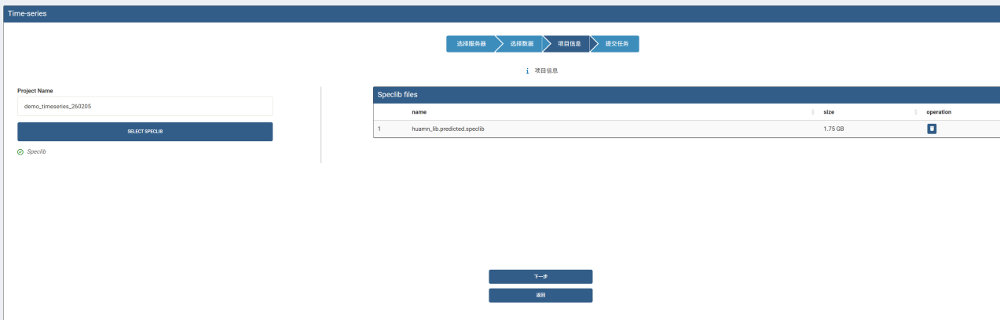 Time-series
选择服务器 选择数据 项目信息 提交任务
i 项目信息
Project Name
demo_timeseries_260205
SELECT SPECLIB
Speclib
Speclib files
name size operation
1 huamn_lib.predicted.speclib 1.75 GB
下一步
返回